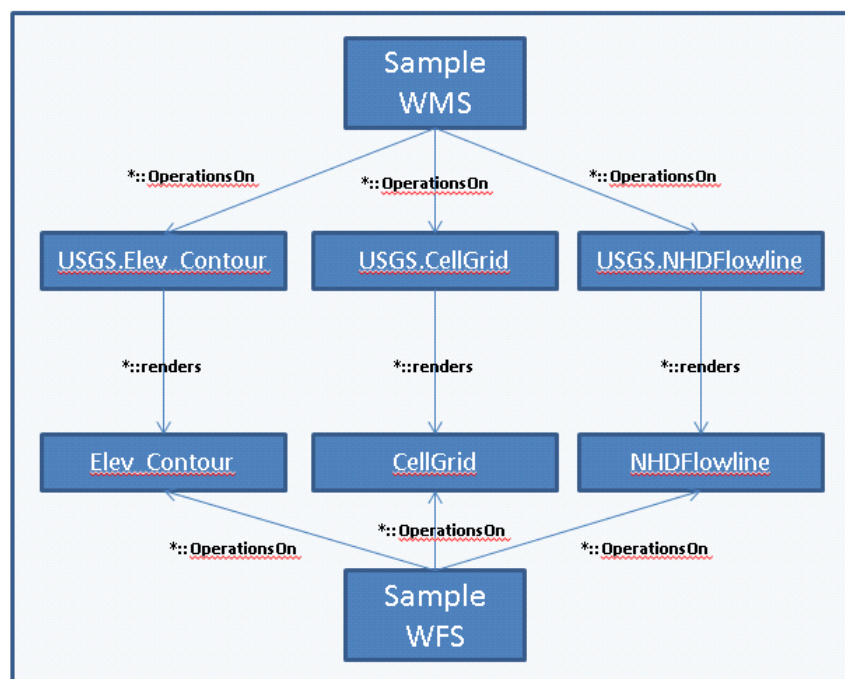 Sample
WMS
*::OperationsOn
*::OperationsOn
*::OperationsOn
USGS.Elev_Contour
USGS.CellGrid
USGS.NHDFlowline
*::renders
*::renders
*::renders
Elev_Contour
CellGrid
NHDFlowline
*::OperationsOn
*::OperationsOn
*::OperationsOn
Sample
WFS